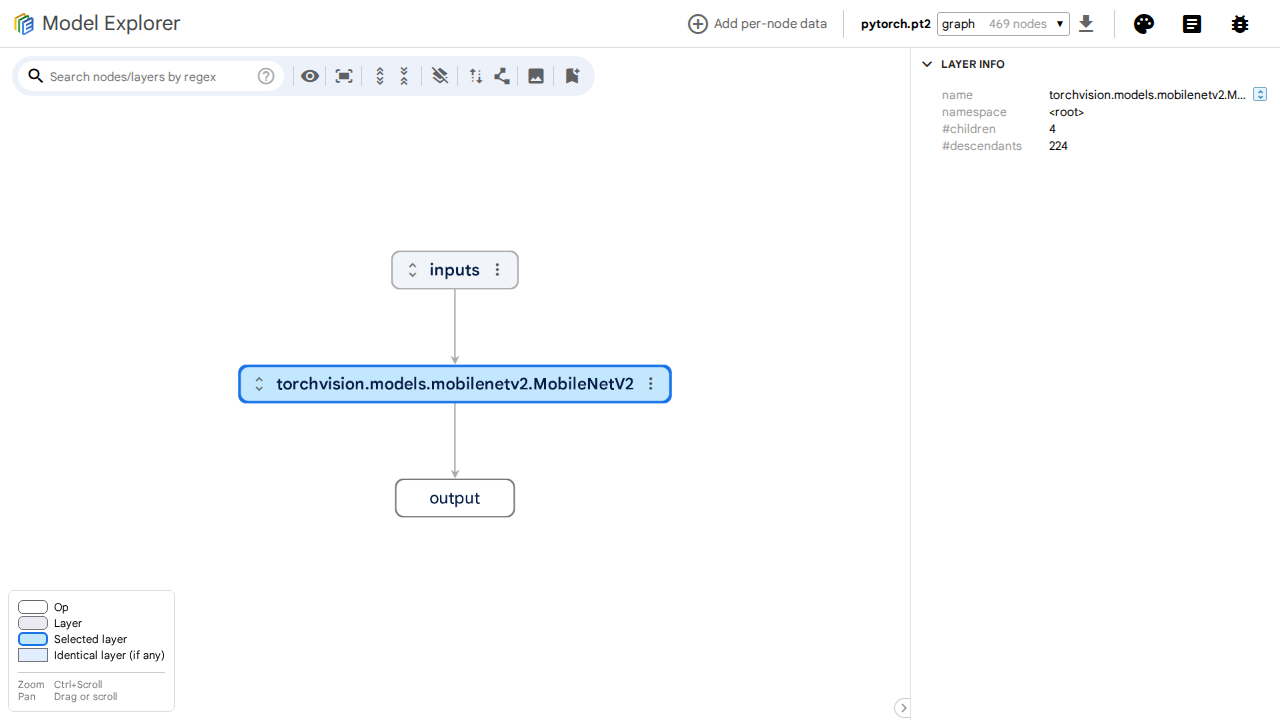 Model Explorer
Add per-node data
pytorch.pt2
graph 469 nodes
Search nodes/layers by regex
LAYER INFO
name torchvision.models.mobilenetv2.M...
namespace <root>
#children 4
#descendants 224
inputs
torchvision.models.mobilenetv2.MobileNetV2
output
Op
Layer
Selected layer
Identical layer (if any)
Zoom Ctrl+Scroll
Pan Drag or scroll